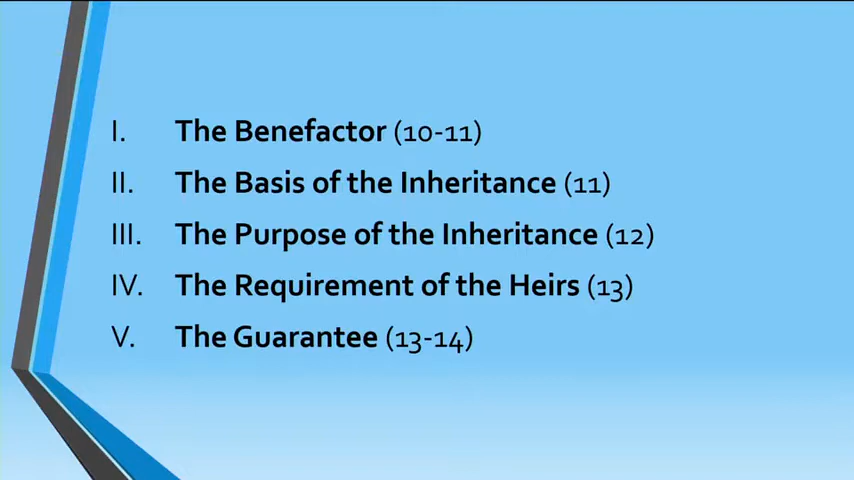 I. The Benefactor (10-11)
II. The Basis of the Inheritance (11)
III. The Purpose of the Inheritance (12)
IV. The Requirement of the Heirs (13)
V. The Guarantee (13-14)